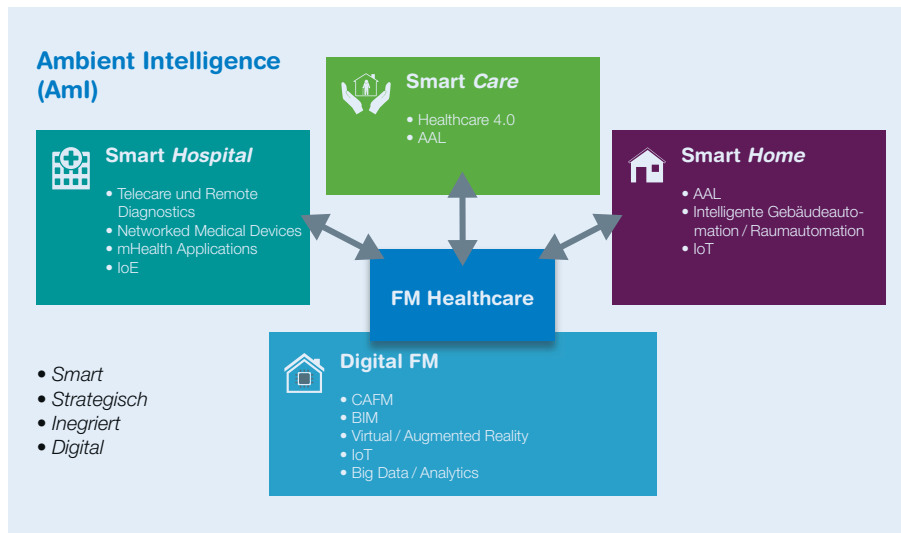 Ambient Intelligence
(AmI)
Smart Care
• Healthcare 4.0
• AAL
Smart Hospital
• Telecare und Remote
Diagnostics
• Networked Medical Devices
• mHealth Applications
• IoE
Smart Home
• AAL
• Intelligente Gebäudeauto-
mation / Raumautomation
• IoT
FM Healthcare
Digital FM
• CAFM
• BIM
• Virtual / Augmented Reality
• IoT
• Big Data / Analytics
• Smart
• Strategisch
• Inegriert
• Digital